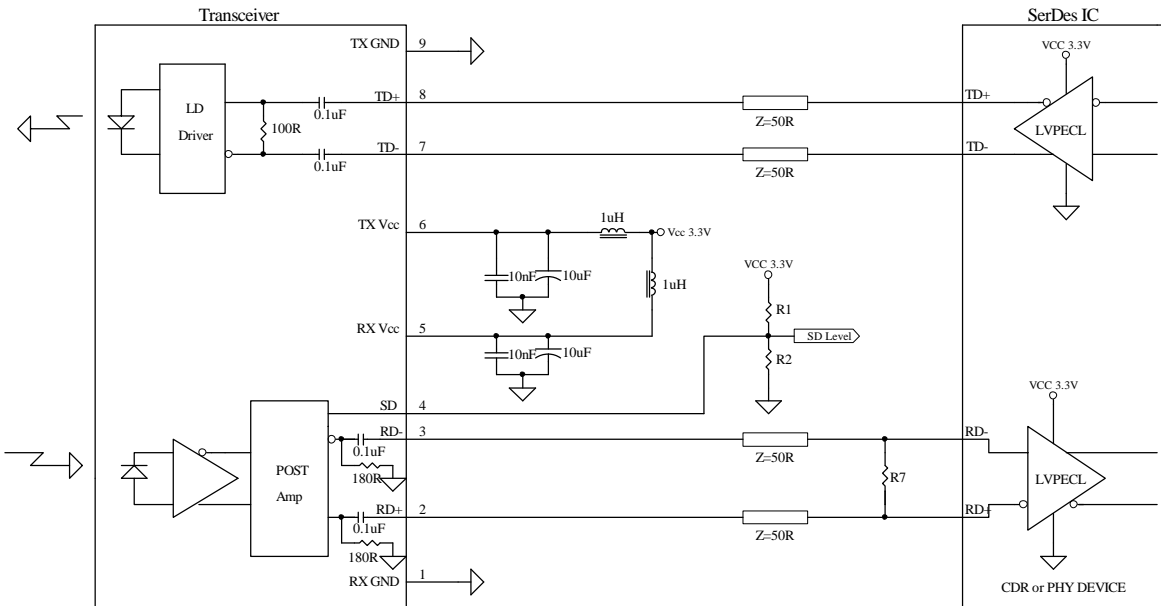 Transceiver
SerDes IC
TX GND 9
VCC 3.3V
LD
Driver
100R
0.1uF
TD+ 8
Z=50R
TD+
LVPECL
0.1uF
TD- 7
Z=50R
TD-
TX Vcc 6
1uH
Vcc 3.3V
10nF
10uF
1uH
VCC 3.3V
R1
SD Level
R2
RX Vcc 5
10nF
10uF
SD 4
VCC 3.3V
POST
Amp
RD- 3
0.1uF
180R
Z=50R
R7
RD-
LVPECL
RD+ 2
0.1uF
180R
Z=50R
RD+
RX GND 1
CDR or PHY DEVICE